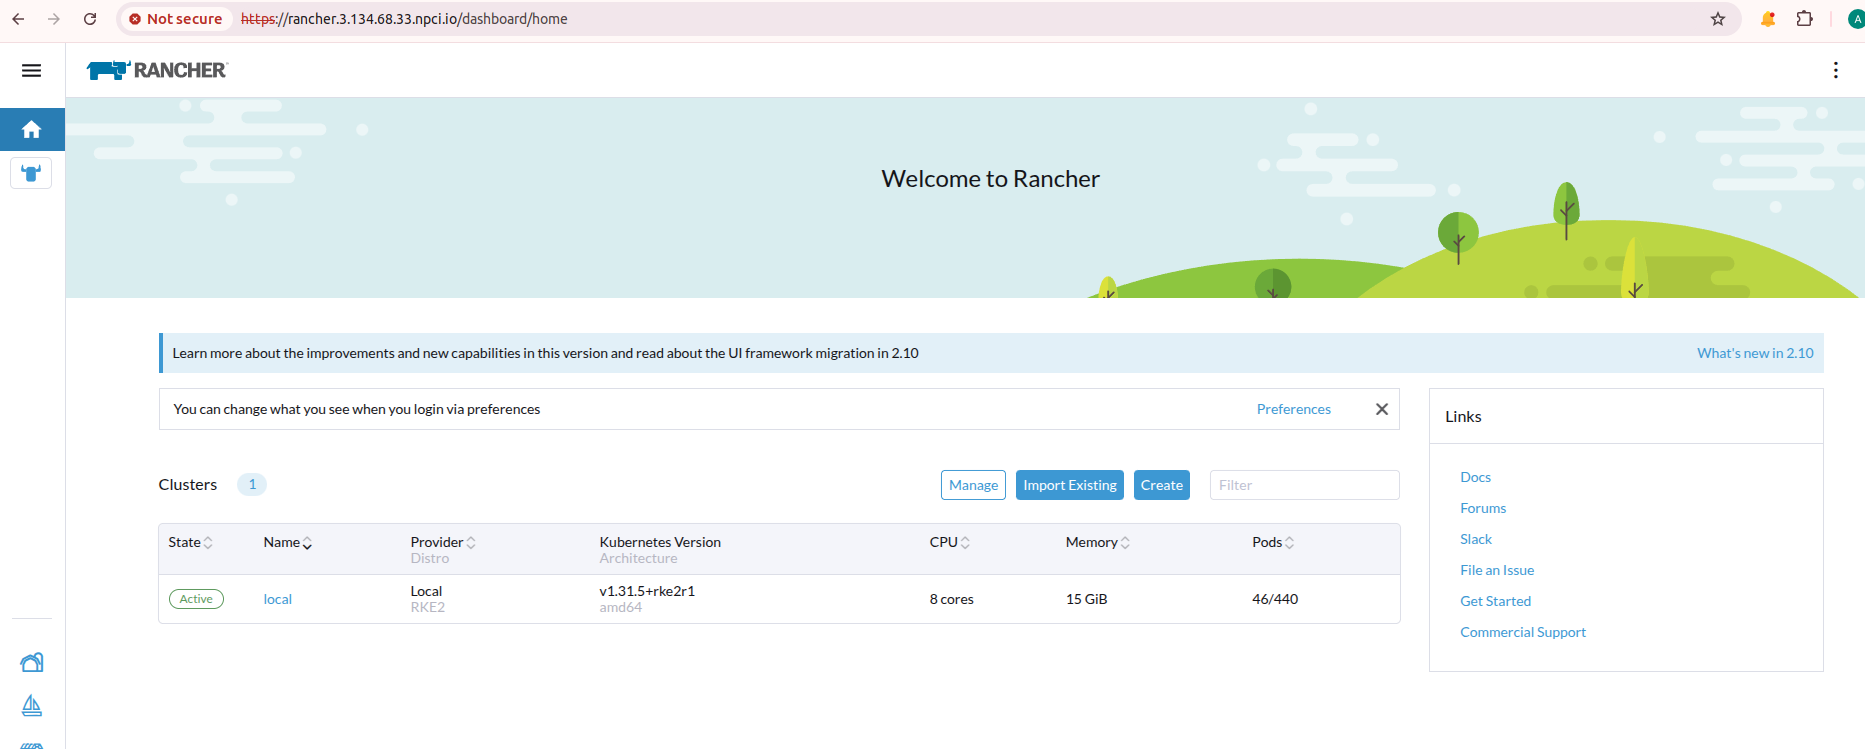 Not secure https://rancher.3.134.68.33.npci.io/dashboard/home
A
RANCHER
Welcome to Rancher
Learn more about the improvements and new capabilities in this version and read about the UI framework migration in 2.10
What's new in 2.10
You can change what you see when you login via preferences
Preferences
Links
Docs
Forums
Slack
File an Issue
Get Started
Commercial Support
Clusters 1
Manage Import Existing Create Filter
State Name Provider Kubernetes Version CPU Memory Pods
Distro Architecture
Active local Local v1.31.5+rke2r1 8 cores 15 GiB 46/440
RKE2 amd64